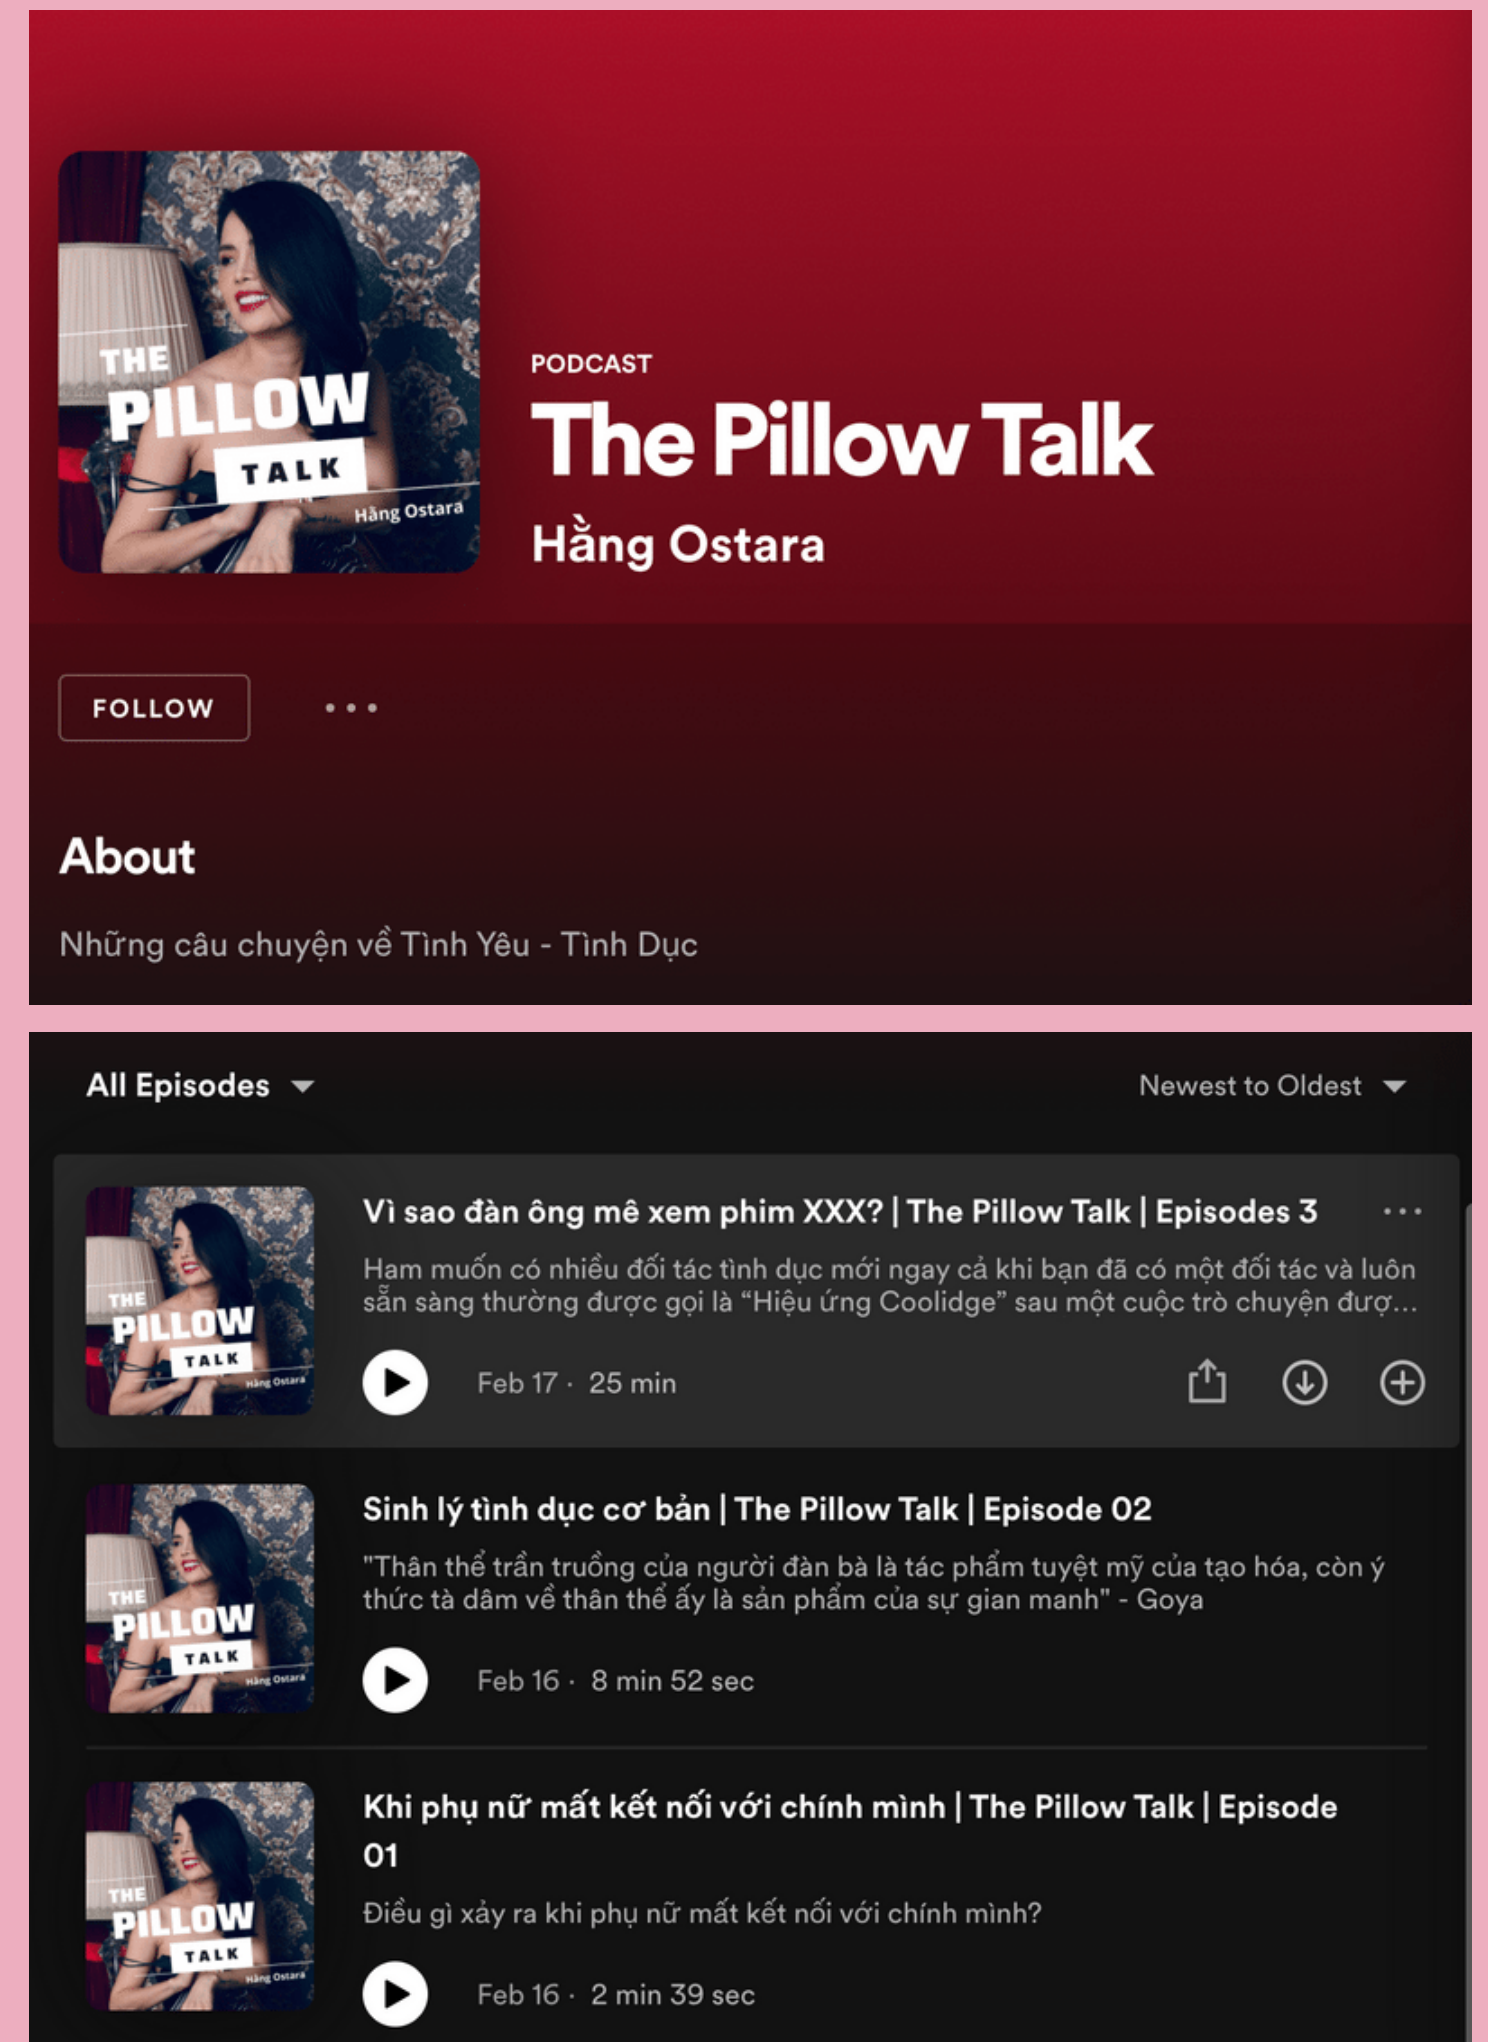 THE
PILLOW
TALK
Hằng Ostara
PODCAST
The Pillow Talk
Hằng Ostara
FOLLOW
About
Những câu chuyện về Tình Yêu - Tình Dục
All Episodes
Newest to Oldest
THE
PILLOW
TALK
Hằng Ostara
Vì sao đàn ông mê xem phim XXX? | The Pillow Talk | Episodes 3
Ham muốn có nhiều đối tác tình dục mới ngay cả khi bạn đã có một đối tác và luôn
sẵn sàng thường được gọi là “Hiệu ứng Coolidge” sau một cuộc trò chuyện đượ...
Feb 17 · 25 min
THE
PILLOW
TALK
Hằng Ostara
Sinh lý tình dục cơ bản | The Pillow Talk | Episode 02
"Thân thể trần truồng của người đàn bà là tác phẩm tuyệt mỹ của tạo hóa, còn ý
thức tà dâm về thân thể ấy là sản phẩm của sự gian manh" - Goya
Feb 16 · 8 min 52 sec
THE
PILLOW
TALK
Hằng Ostara
Khi phụ nữ mất kết nối với chính mình | The Pillow Talk | Episode
01
Điều gì xảy ra khi phụ nữ mất kết nối với chính mình?
Feb 16 · 2 min 39 sec